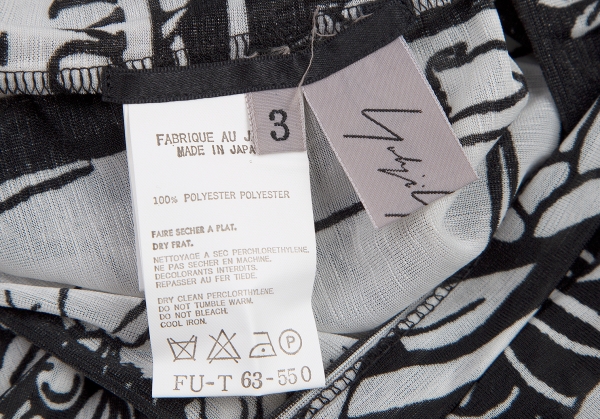 FABRIQUE AU J
MADE IN JAPA
3
100% POLYESTER POLYESTER
FAIRE SECHER A PLAT.
DRY FRAT.
NETTOYAGE A SEC PERCHLORETHYLENE,
NE PAS SECHER EN MACHINE.
DECOLORANTS INTERDITS.
REPASSER AU FER TIEDE.
DRY CLEAN PERCLORTHYLENE
DO NOT TUMBLE WARM.
DO NOT BLEACH.
COOL IRON.
P
FU-T 63-550